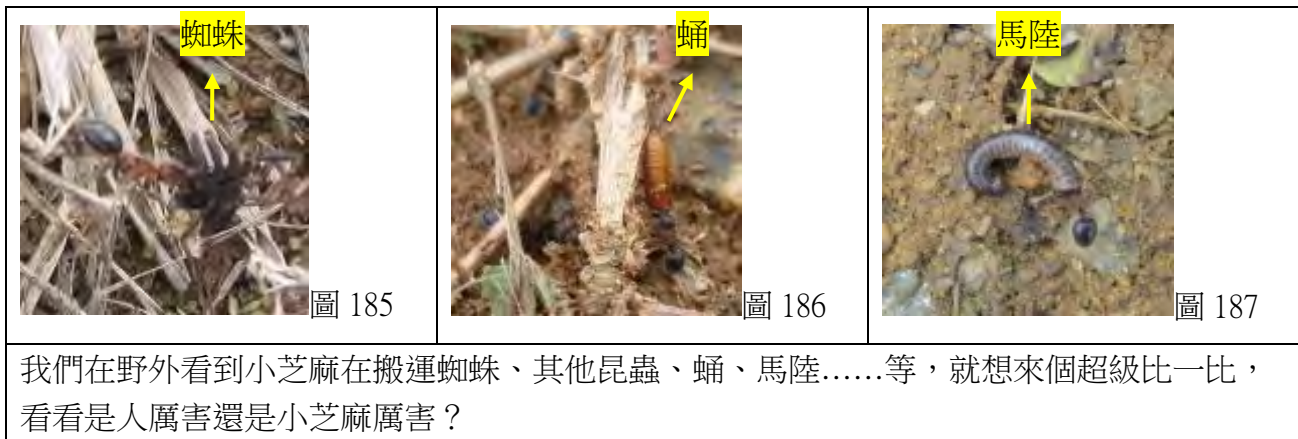 蜘蛛
蛹
馬陸
圖 185
圖 186
圖 187
我們在野外看到小芝麻在搬運蜘蛛、其他昆蟲、蛹、馬陸……等，就想來個超級比一比，
看看是人厲害還是小芝麻厲害？